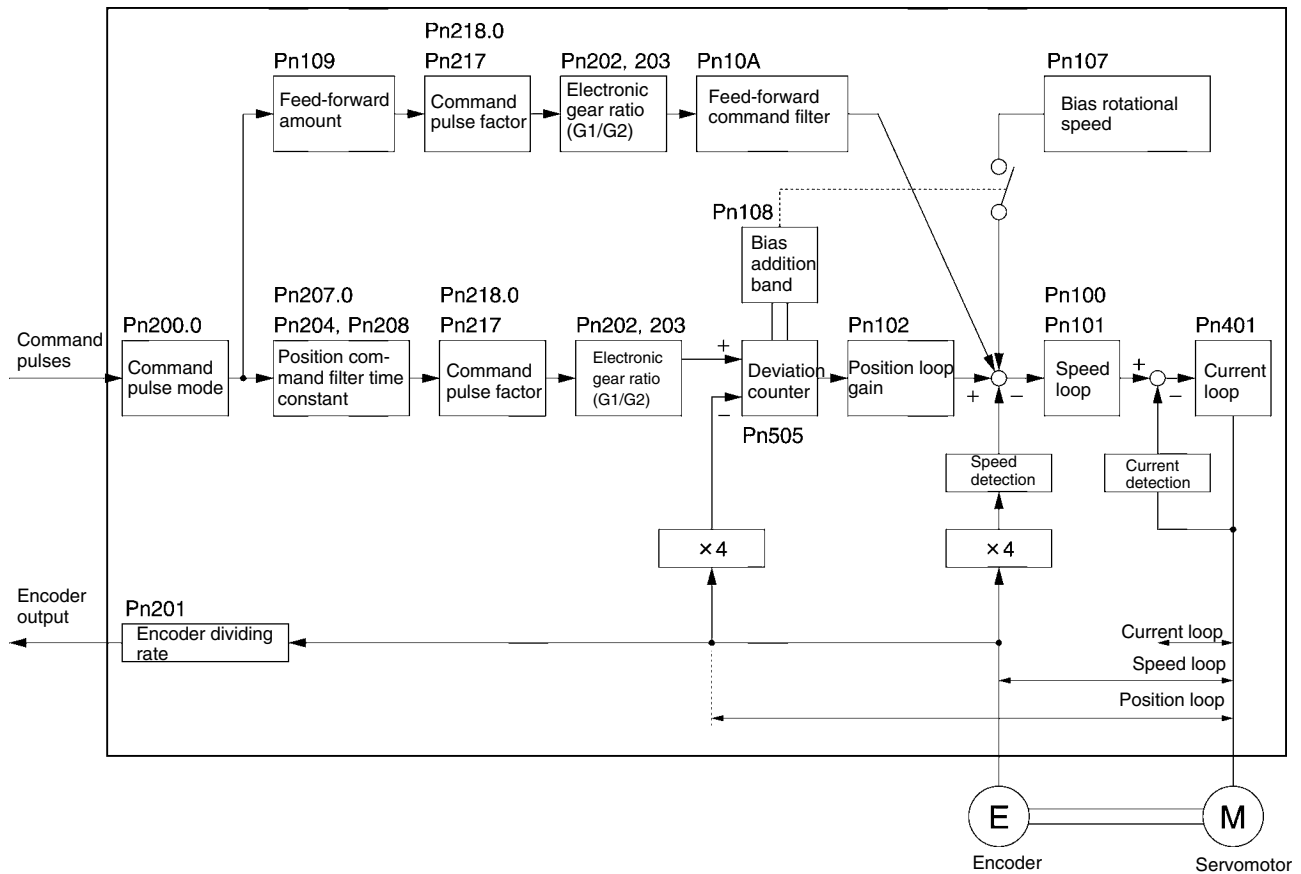 Pn218.0
Pn109
Pn217
Pn202, 203
Pn10A
Pn107
Feed-forward
amount
Command
pulse factor
Electronic
gear ratio
(G1/G2)
Feed-forward
command filter
Bias rotational
speed
Pn108
Bias
addition
band
Pn207.0
Pn218.0
Pn100
Command
pulses
Pn200.0
Pn204, Pn208
Pn217
Pn202, 203
Pn102
Pn101
Pn401
Command
pulse mode
Position com-
mand filter time
constant
Command
pulse factor
Electronic
gear ratio
(G1/G2)
+
−
Deviation
counter
Position loop
gain
+
−
Speed
loop
+
−
Current
loop
Pn505
Speed
detection
Current
detection
×4
×4
Encoder
output
Pn201
Encoder dividing
rate
Current loop
Speed loop
Position loop
E
M
Encoder
Servomotor